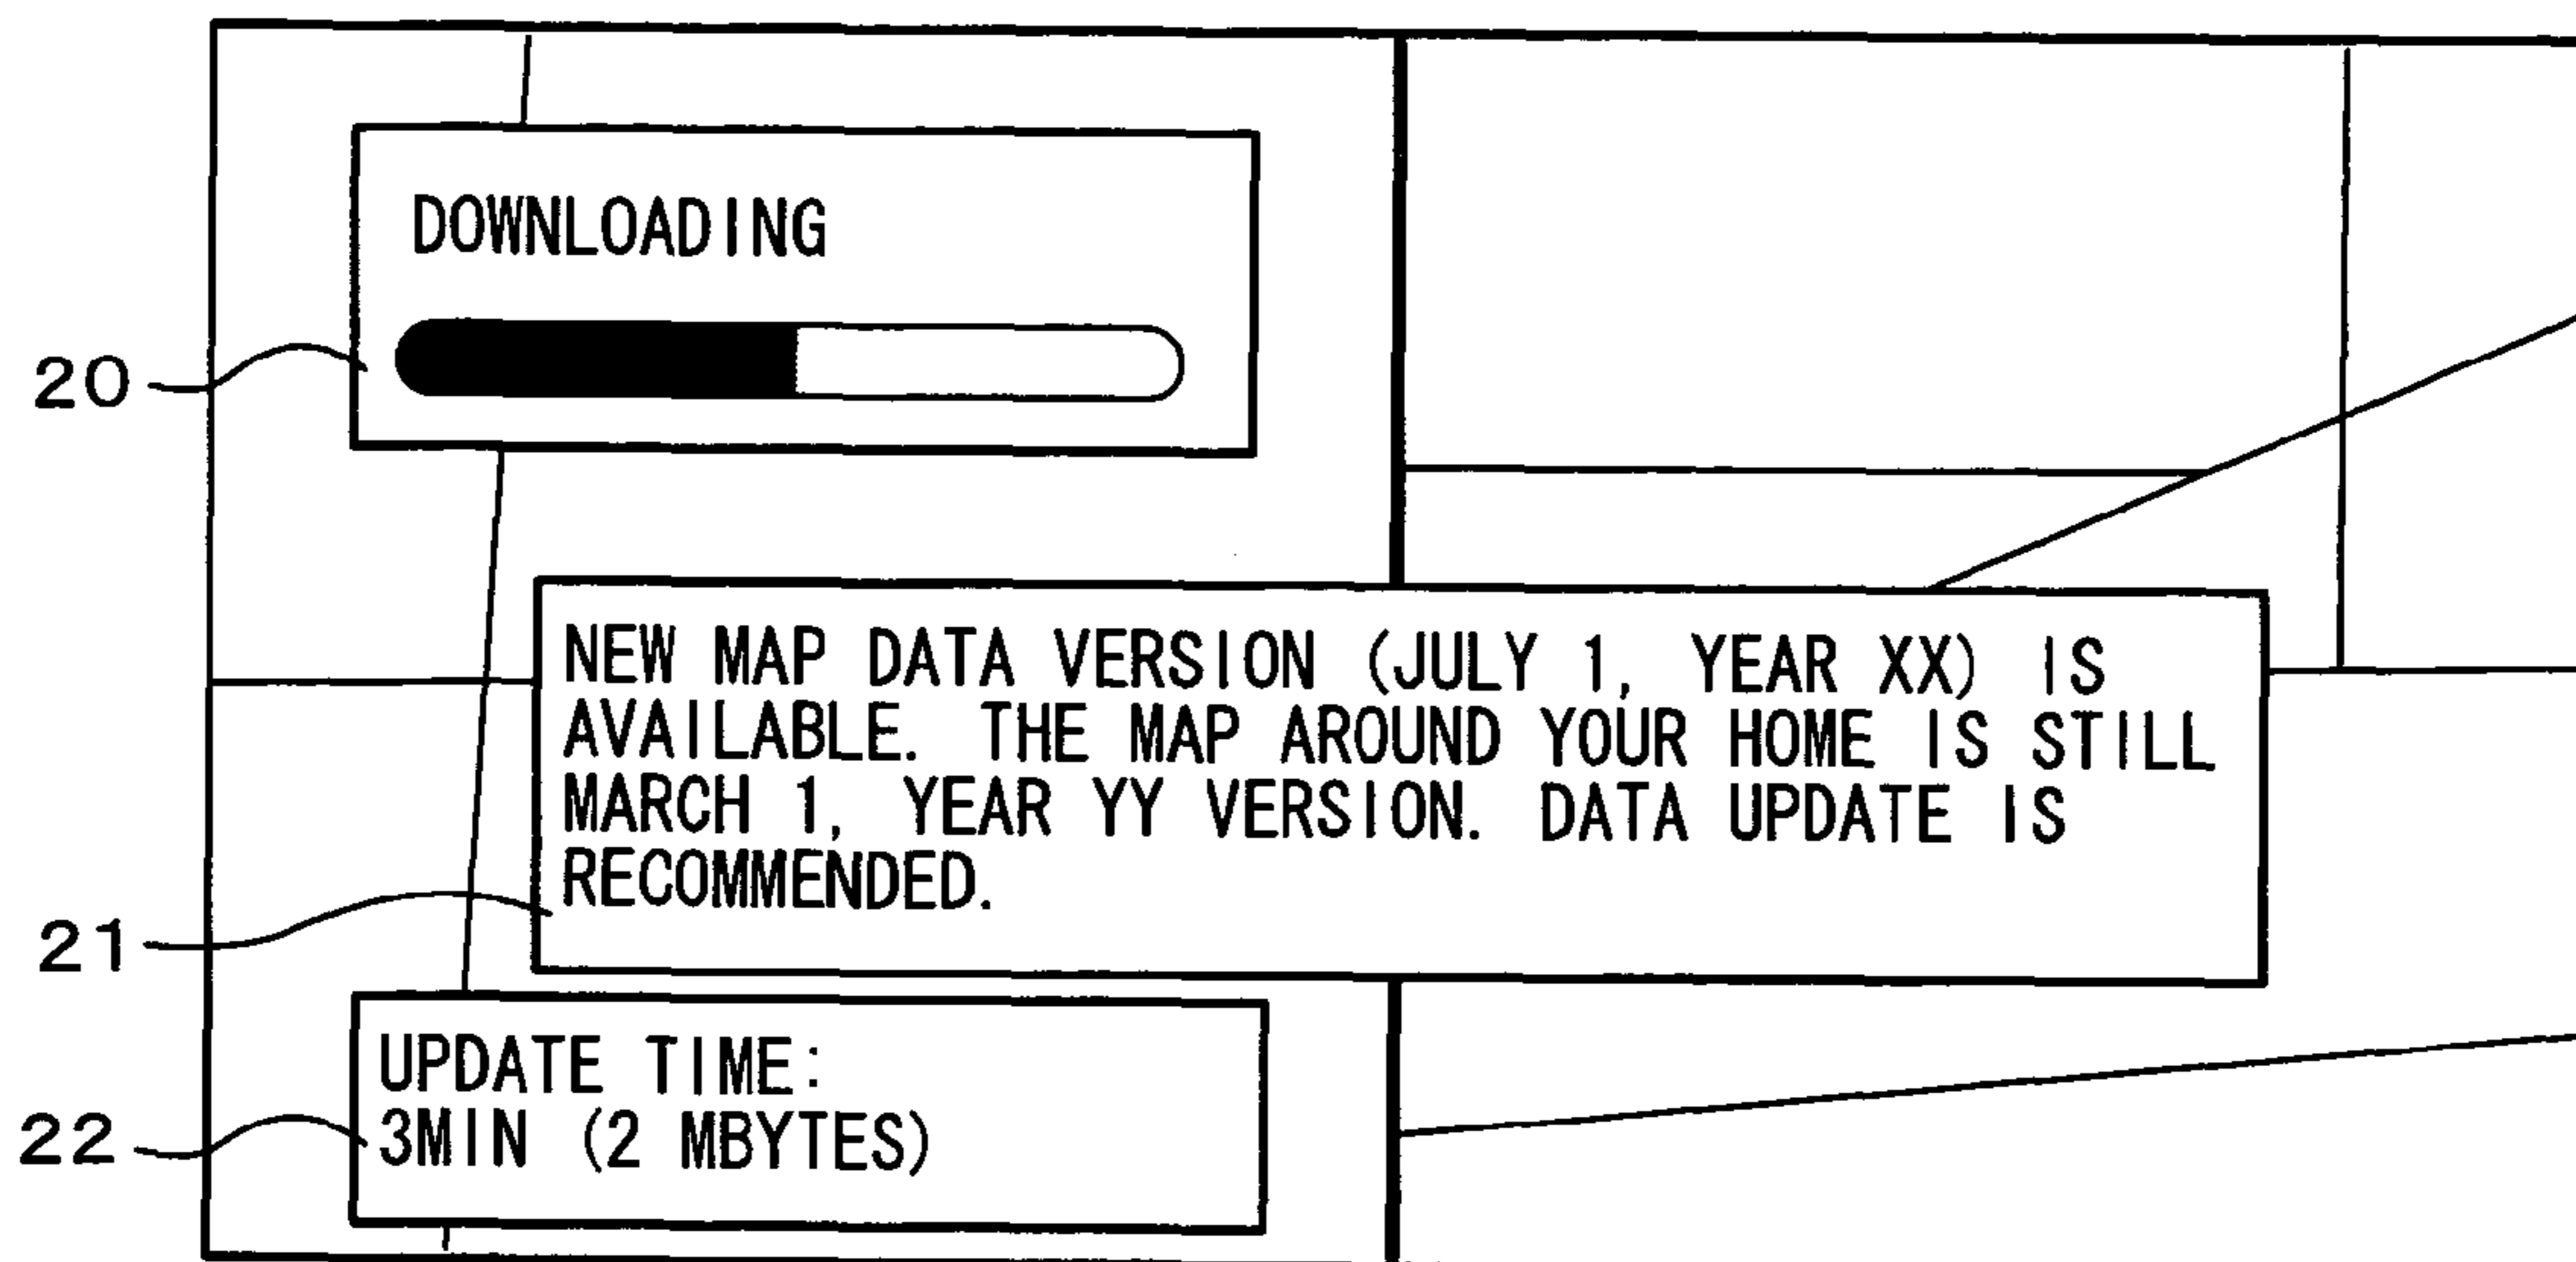 DOWNLOADING
20
NEW MAP DATA VERSION (JULY 1, YEAR XX) IS
AVAILABLE. THE MAP AROUND YOUR HOME IS STILL
MARCH 1, YEAR YY VERSION. DATA UPDATE IS
RECOMMENDED.
21
UPDATE TIME:
3MIN (2 MBYTES)
22